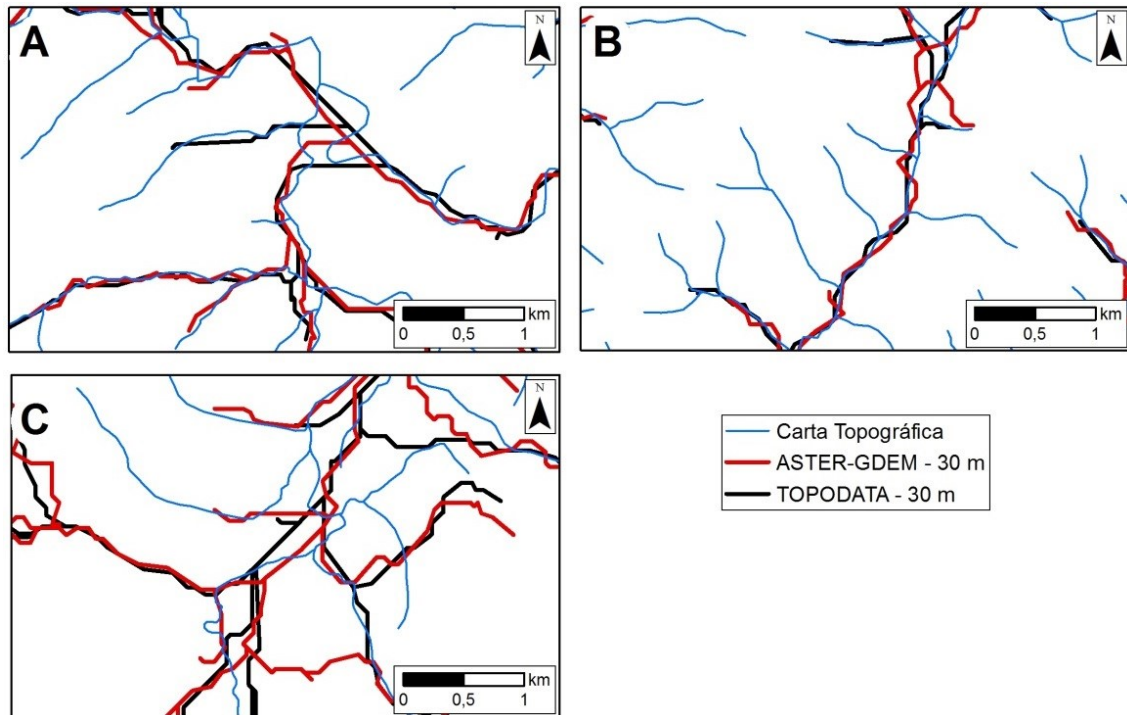 A
N
km
0 0,5 1
B
N
km
0 0,5 1
C
N
km
0 0,5 1
Carta Topográfica
ASTER-GDEM - 30 m
TOPODATA - 30 m